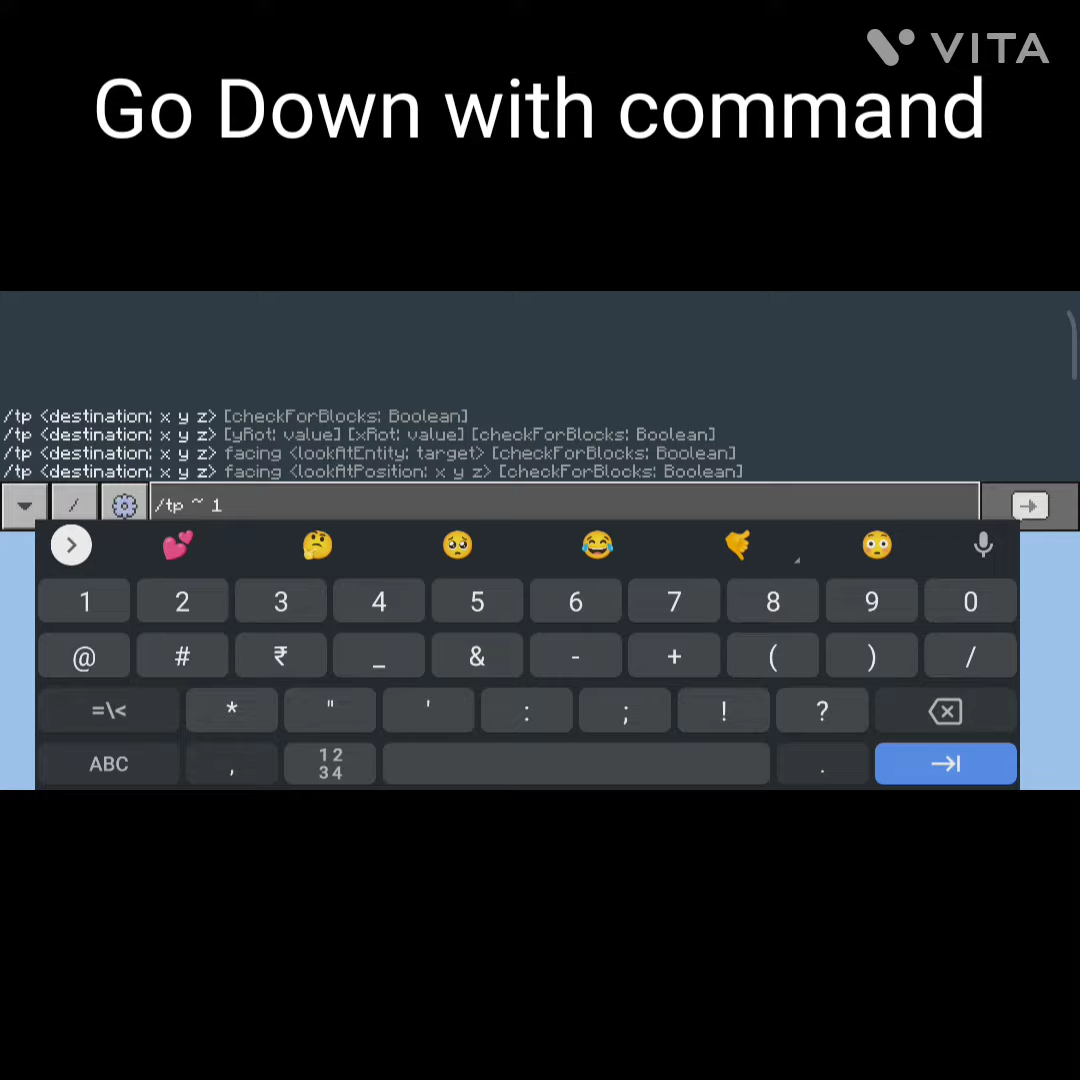 VITA
Go Down with command
/tp <destination: x y z> [checkForBlocks: Boolean]
/tp <destination: x y z> [yRot: value] [xRot: value] [checkForBlocks: Boolean]
/tp <destination: x y z> facing <lookAtEntity: target> [checkForBlocks: Boolean]
/tp <destination: x y z> facing <lookAtPosition: x y z> [checkForBlocks: Boolean]
/ /tp ~ 1
1 2 3 4 5 6 7 8 9 0
@ # ₹ _ & - + ( ) /
=\< * " ' : ; ! ?
ABC , 12 34 .